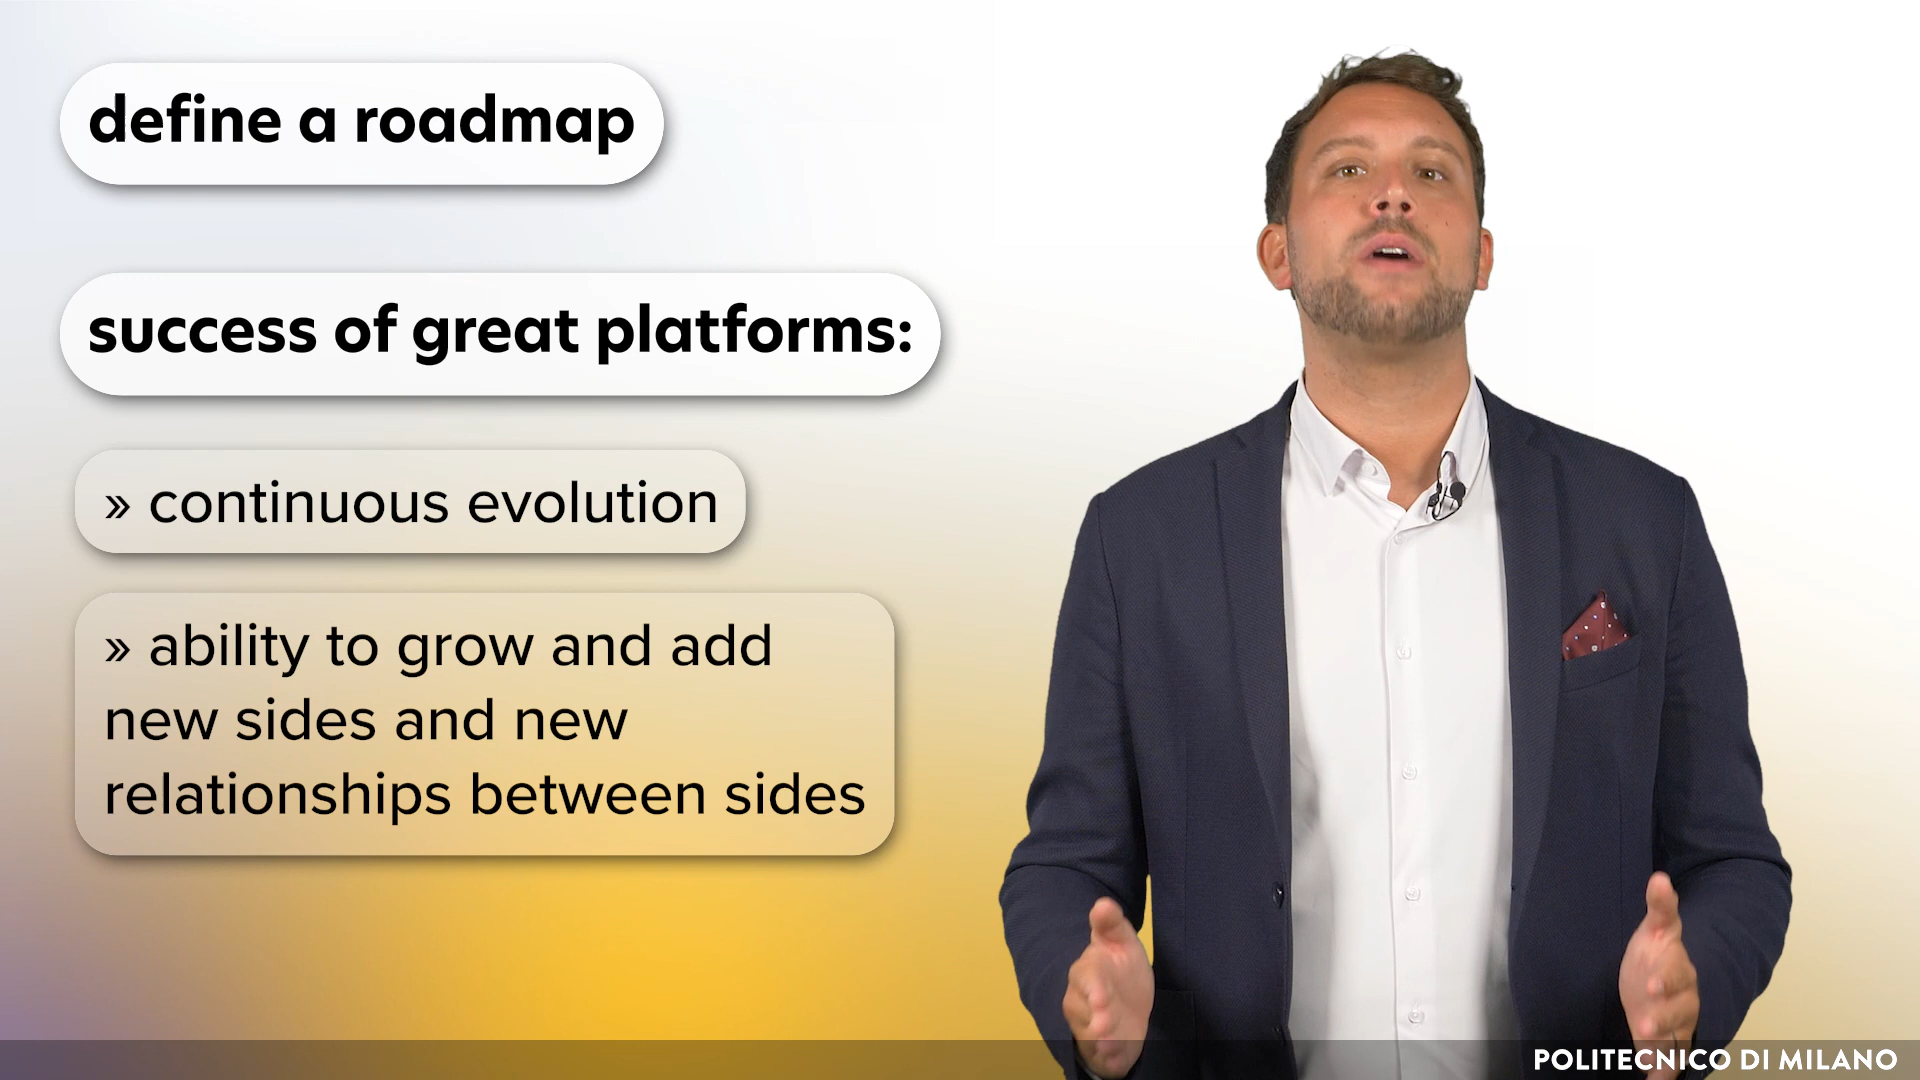 define a roadmap
success of great platforms:
» continuous evolution
» ability to grow and add
new sides and new
relationships between sides
POLITECNICO DI MILANO